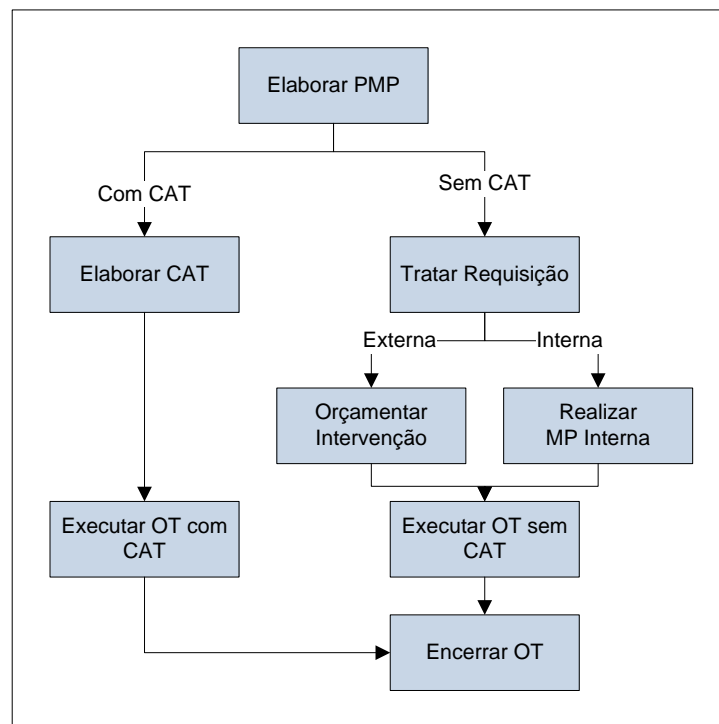 Elaborar PMP
Com CAT
Sem CAT
Elaborar CAT
Tratar Requisição
Externa
Interna
Orçamentar
Intervenção
Realizar
MP Interna
Executar OT com
CAT
Executar OT sem
CAT
Encerrar OT